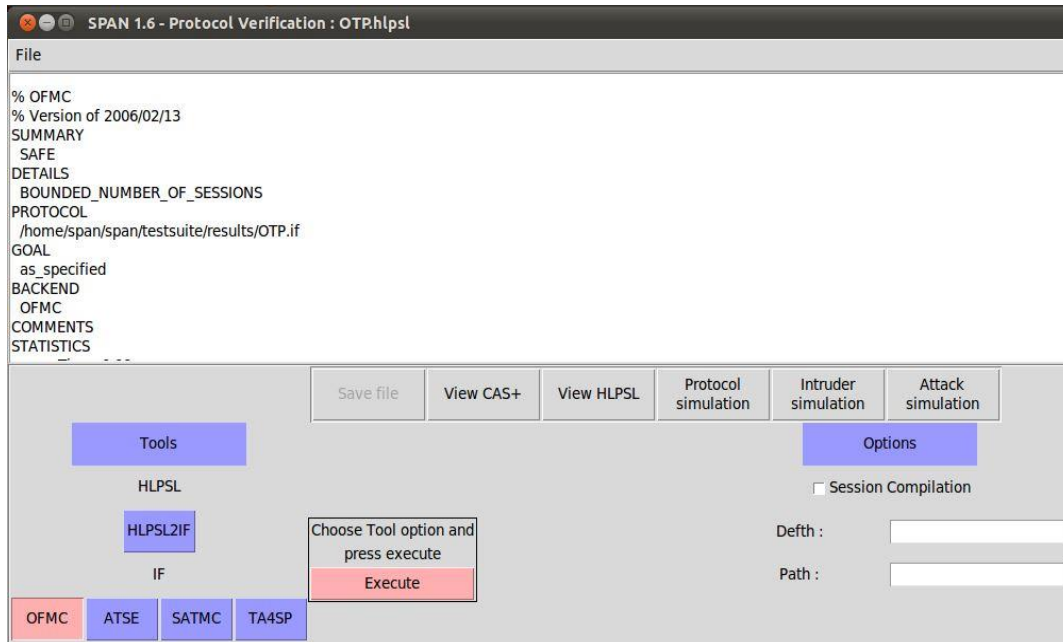 SPAN 1.6 - Protocol Verification : OTP.hlpsl
File
% OFMC
% Version of 2006/02/13
SUMMARY
SAFE
DETAILS
BOUNDED_NUMBER_OF_SESSIONS
PROTOCOL
/home/span/span/testsuite/results/OTP.if
GOAL
as_specified
BACKEND
OFMC
COMMENTS
STATISTICS
Save file View CAS+ View HLPSL Protocol simulation Intruder simulation Attack simulation
Tools Options
HLPSL Session Compilation
HLPSL2IF
Choose Tool option and
press execute
Defth :
IF
Execute
Path :
OFMC ATSE SATMC TA4SP